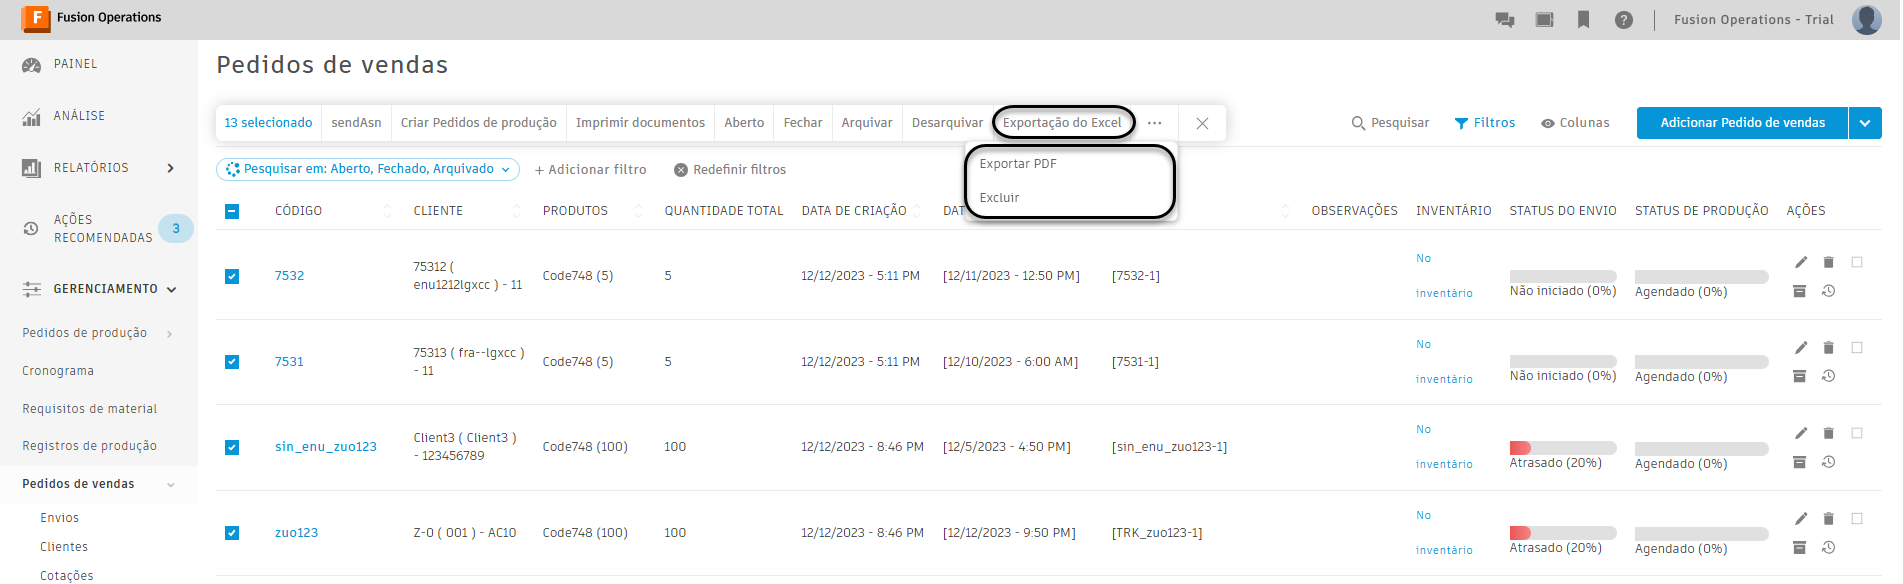 F Fusion Operations
? Fusion Operations - Trial
PAINEL
ANÁLISE
RELATÓRIOS
AÇÕES
RECOMENDADAS
3
GERENCIAMENTO
Pedidos de produção
Cronograma
Requisitos de material
Registros de produção
Pedidos de vendas
Envios
Clientes
Cotações
Pedidos de vendas
13 selecionado sendAsn Criar Pedidos de produção Imprimir documentos Aberto Fechar Arquivar Desarquivar Exportação do Excel ...
Pesquisar Filtros Colunas Adicionar Pedido de vendas
Exportar PDF
Excluir
Pesquisar em: Aberto, Fechado, Arquivado + Adicionar filtro Redefinir filtros
CÓDIGO CLIENTE PRODUTOS QUANTIDADE TOTAL DATA DE CRIAÇÃO DAT OBSERVAÇÕES INVENTÁRIO STATUS DO ENVIO STATUS DE PRODUÇÃO AÇÕES
7532 75312 (
enu1212lgxcc ) - 11 Code748 (5) 5 12/12/2023 - 5:11 PM [12/11/2023 - 12:50 PM] [7532-1] No
inventário Não iniciado (0%) Agendado (0%)
7531 75313 ( fra--lgxcc )
- 11 Code748 (5) 5 12/12/2023 - 5:11 PM [12/10/2023 - 6:00 AM] [7531-1] No
inventário Não iniciado (0%) Agendado (0%)
sin_enu_zuo123 Client3 ( Client3 )
- 123456789 Code748 (100) 100 12/12/2023 - 8:46 PM [12/5/2023 - 4:50 PM] [sin_enu_zuo123-1] No
inventário Atrasado (20%) Agendado (0%)
zuo123 Z-0 ( 001 ) - AC10 Code748 (100) 100 12/12/2023 - 8:46 PM [12/12/2023 - 9:50 PM] [TRK_zuo123-1] No
inventário Atrasado (20%) Agendado (0%)